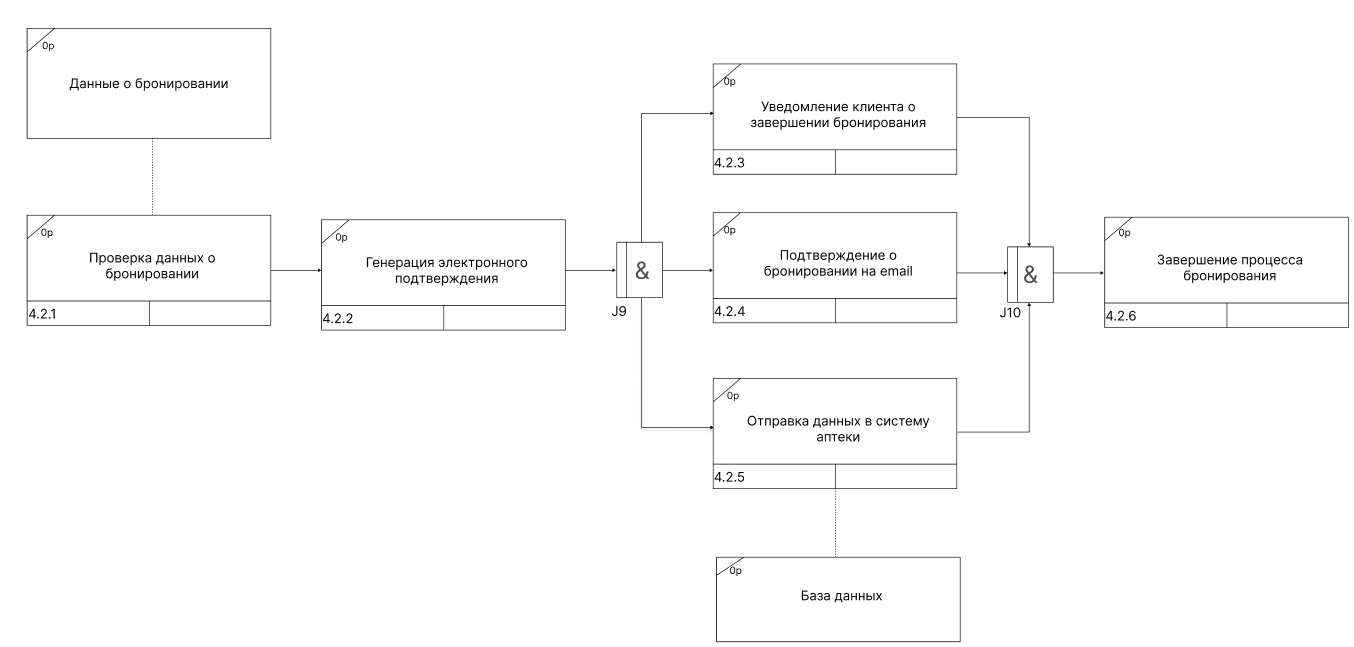 0р
Данные о бронировании
0р
Проверка данных о
бронировании
4.2.1
0р
Генерация электронного
подтверждения
4.2.2
&
J9
0р
Уведомление клиента о
завершении бронирования
4.2.3
0р
Подтверждение о
бронировании на email
4.2.4
0р
Отправка данных в систему
аптеки
4.2.5
0р
База данных
&
J10
0р
Завершение процесса
бронирования
4.2.6